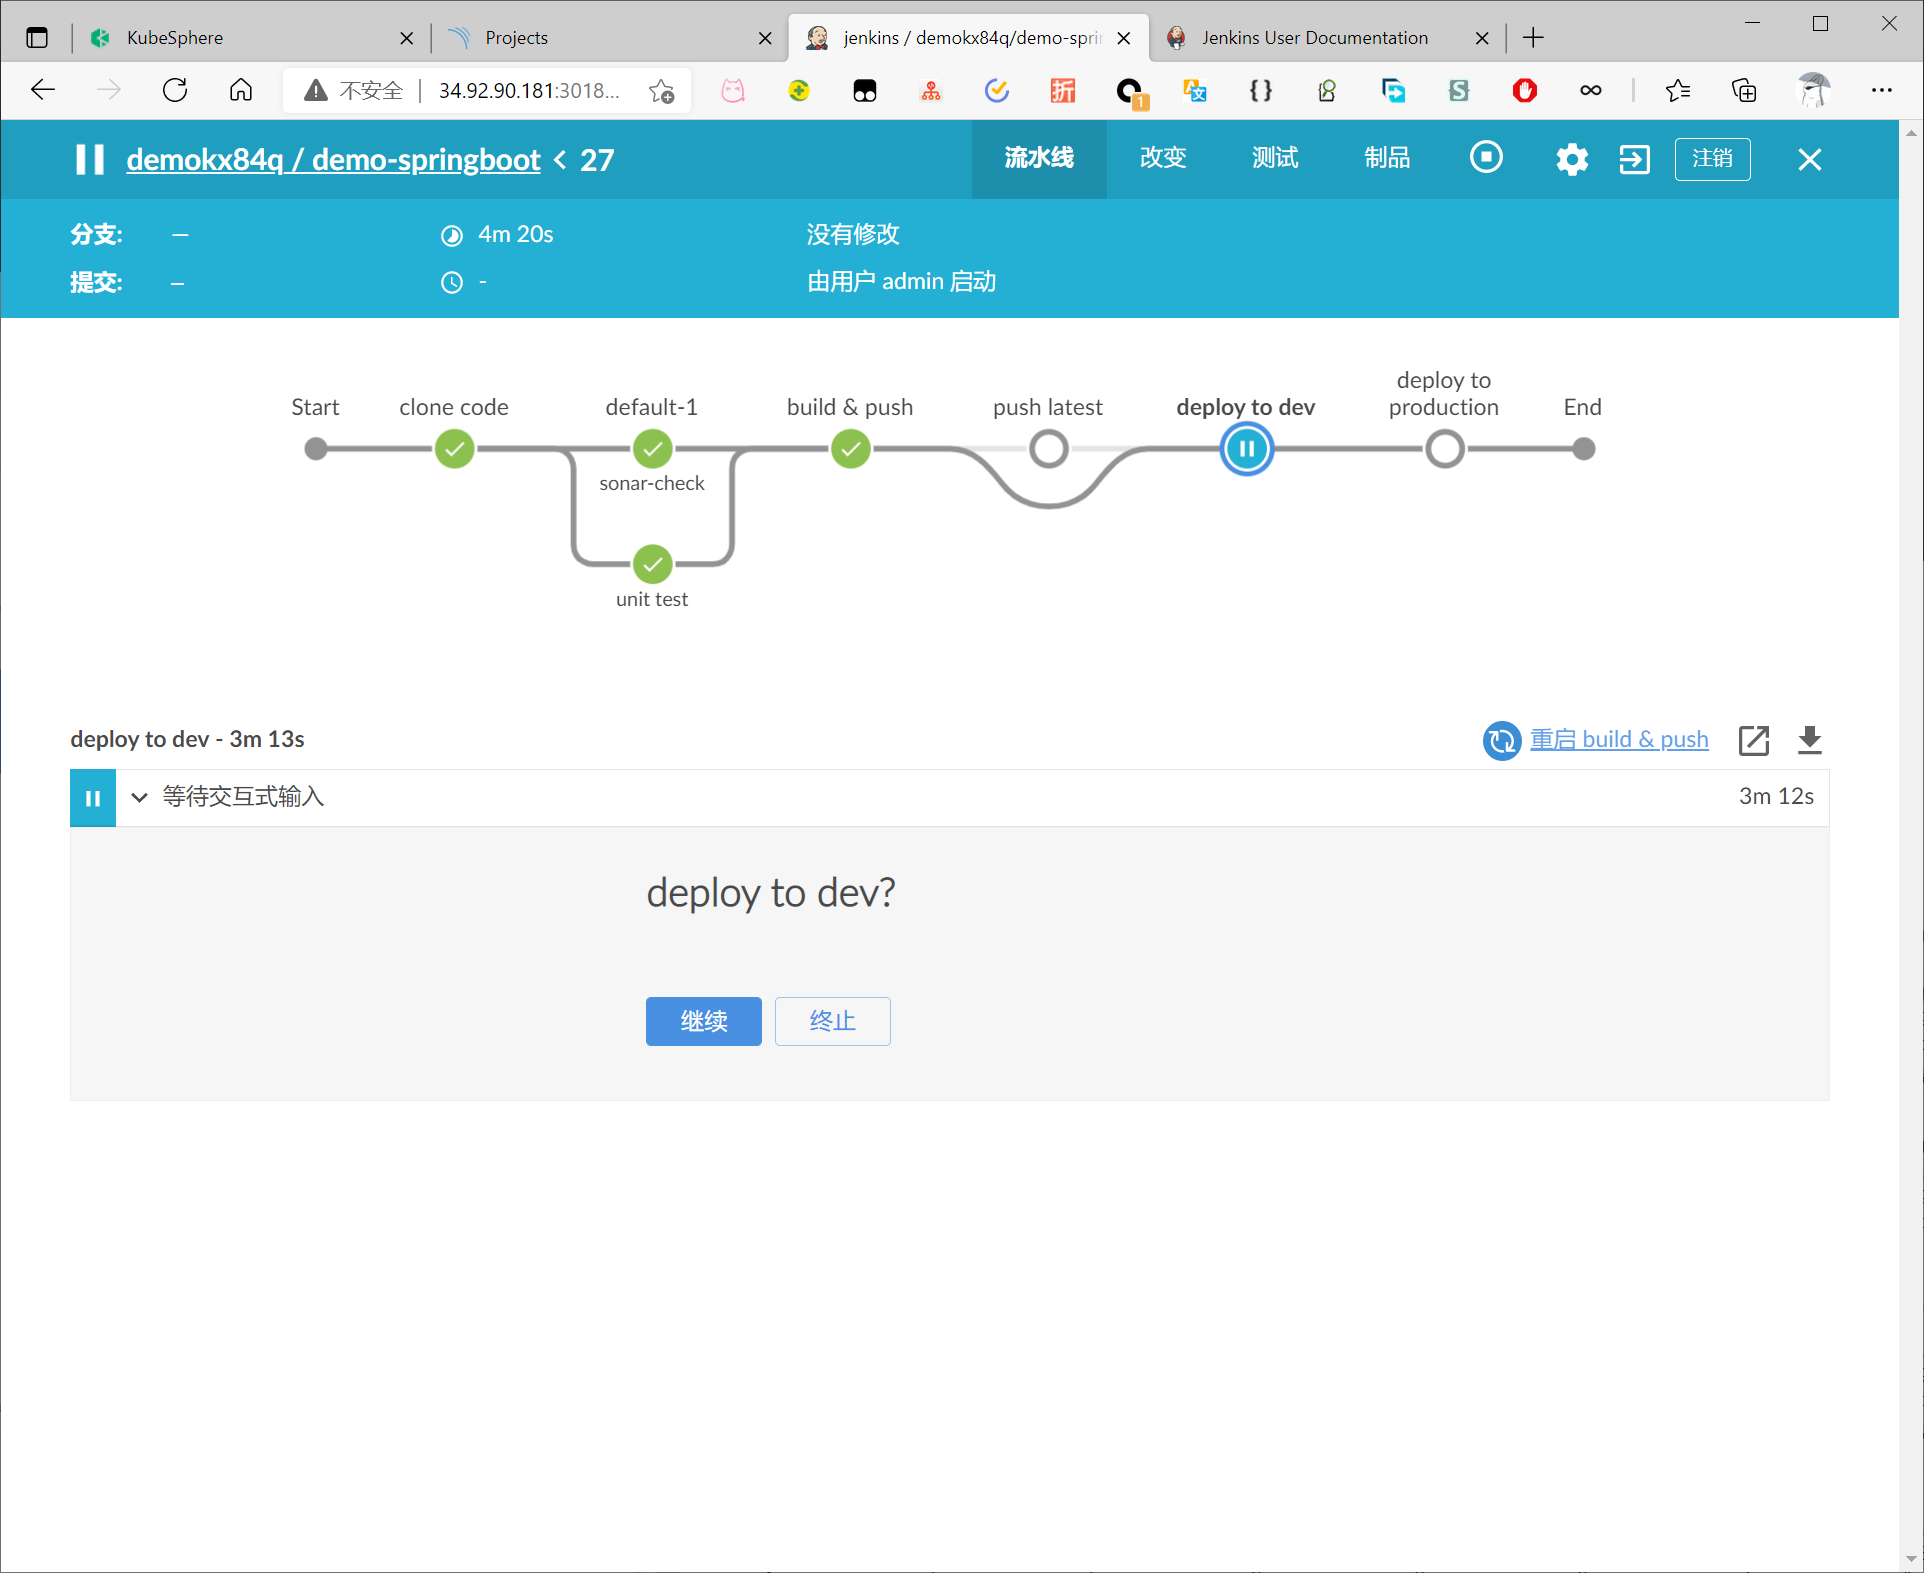 KubeSphere
Projects
jenkins / demokx84q/demo-sprin
Jenkins User Documentation
不安全
34.92.90.181:3018...
折
1
文
{ }
S
demokx84q / demo-springboot < 27
流水线
改变
测试
制品
注销
分支: —
4m 20s
没有修改
提交: –
-
由用户 admin 启动
Start
clone code
default-1
build & push
push latest
deploy to dev
deploy to
production
End
sonar-check
unit test
deploy to dev - 3m 13s
重启 build & push
等待交互式输入
3m 12s
deploy to dev?
继续
终止